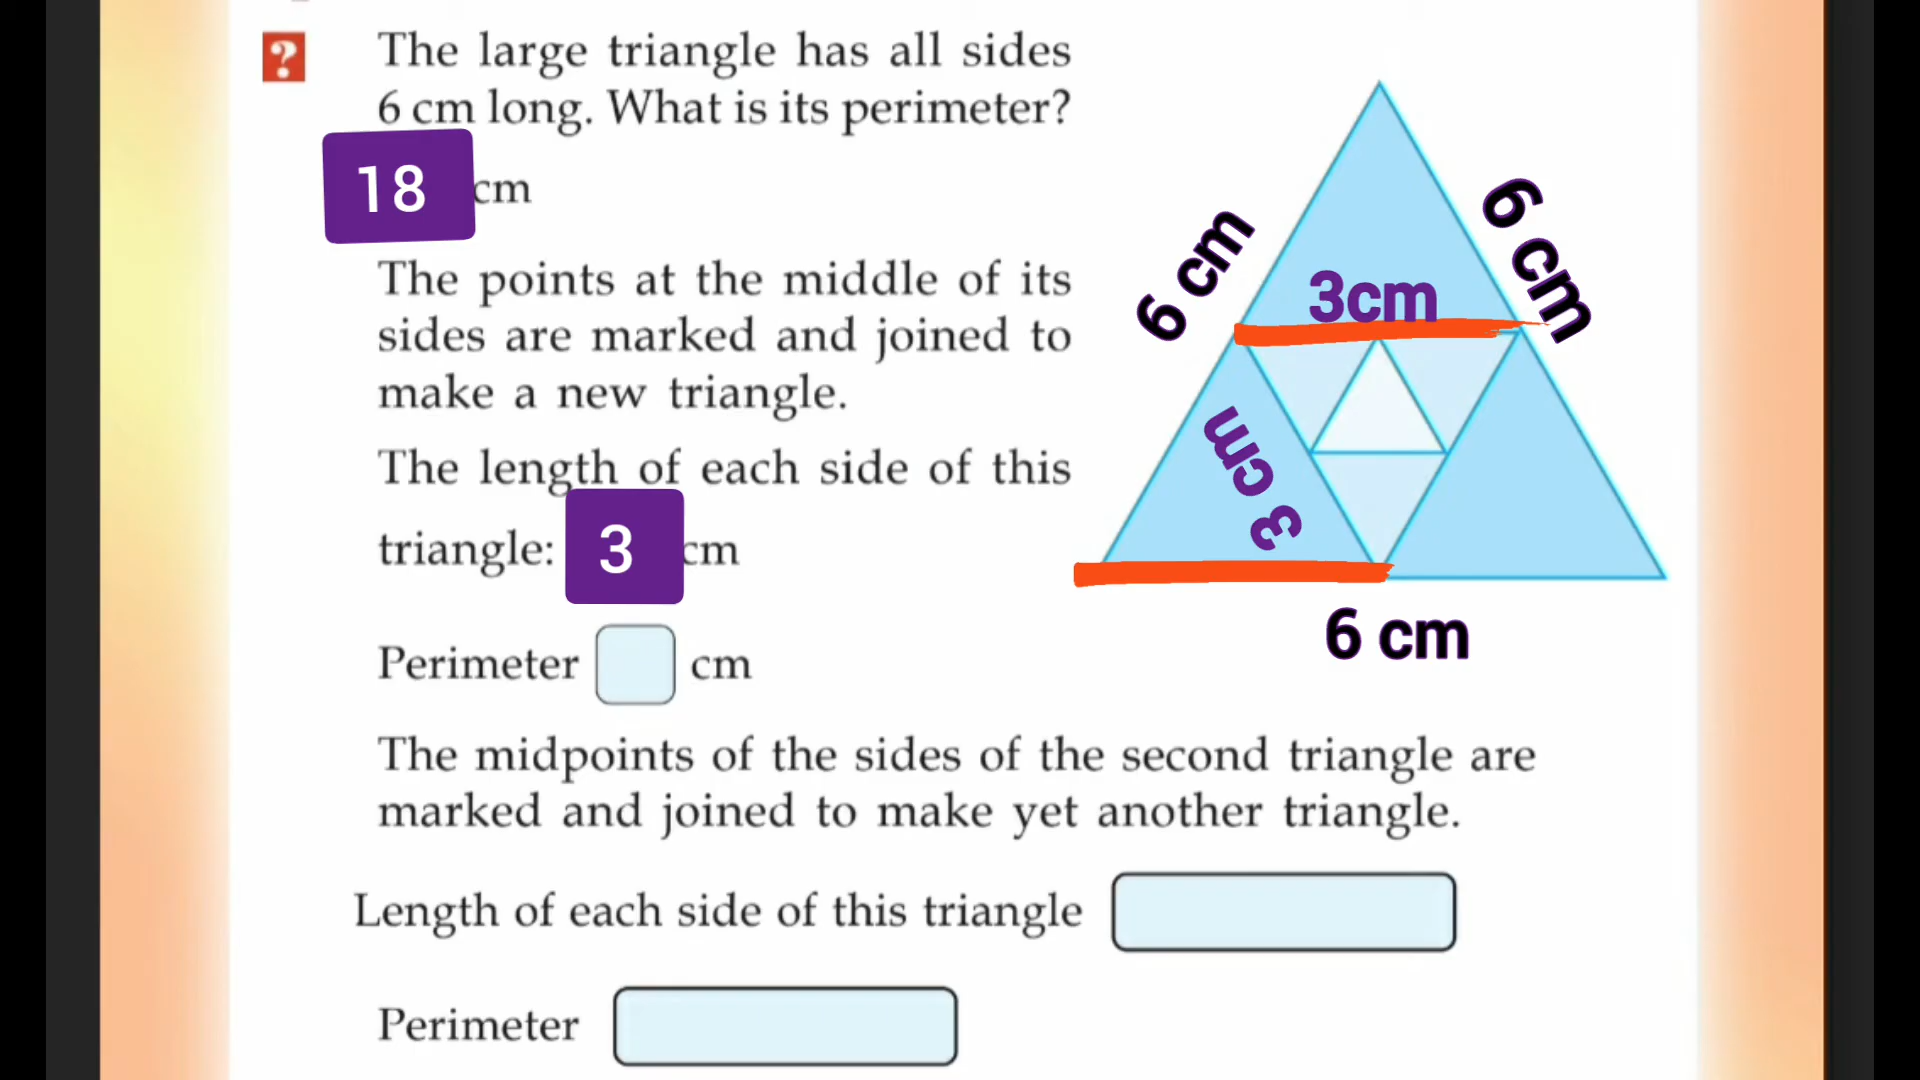 ?
The large triangle has all sides
6 cm long. What is its perimeter?
18 cm
The points at the middle of its
sides are marked and joined to
make a new triangle.
The length of each side of this
triangle: 3 cm
Perimeter cm
6 cm
6 cm
3cm
3 cm
6 cm
The midpoints of the sides of the second triangle are
marked and joined to make yet another triangle.
Length of each side of this triangle
Perimeter